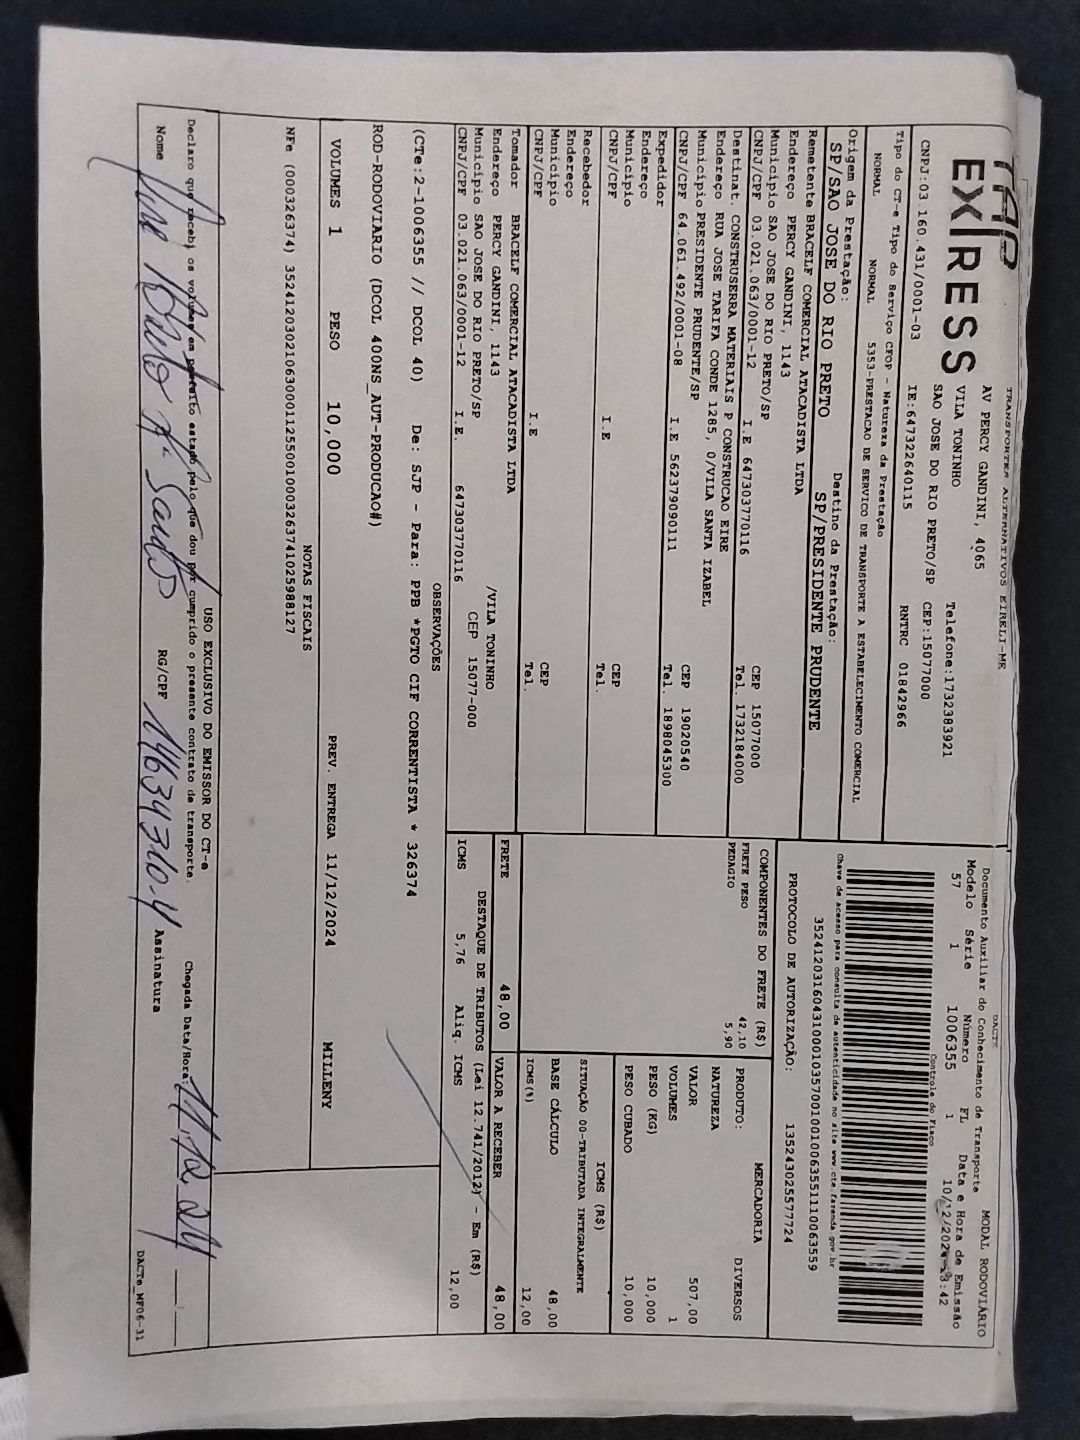 TRANSPORTES ALTERNATIVOS EIRELI-ME
EX|RESS
AV PERCY GANDINI, 4065
VILA TONINHO
SAO JOSE DO RIO PRETO/SP
Telefone:1732383921
CEP:15077000
CNPJ:03.160.431/0001-03 IE:647322640115 RNTRC 01842966
Tipo do CT-e Tipo do Serviço CFOP - Natureza da Prestação
NORMAL NORMAL 5353-PRESTACAO DE SERVICO DE TRANSPORTE A ESTABELECIMENTO COMERCIAL
Origem da Prestação: Destino da Prestação:
SP/SAO JOSE DO RIO PRETO SP/PRESIDENTE PRUDENTE
Remetente BRACELF COMERCIAL ATACADISTA LTDA
Endereço PERCY GANDINI, 1143
Município SAO JOSE DO RIO PRETO/SP CEP 15077000
CNPJ/CPF 03.021.063/0001-12 I.E 647303770116 Tel. 1732184000
Destinat. CONSTRUSERRA MATERIAIS P CONSTRUCAO EIRE
Endereço RUA JOSE TARIFA CONDE 1285, 0/VILA SANTA IZABEL
Município PRESIDENTE PRUDENTE/SP CEP 19020540
CNPJ/CPF 64.061.492/0001-08 I.E 562379090111 Tel. 1898045300
Expedidor
Endereço
Município CEP
CNPJ/CPF I.E Tel.
Recebedor
Endereço
Município CEP
CNPJ/CPF I.E Tel.
Tomador BRACELF COMERCIAL ATACADISTA LTDA
Endereço PERCY GANDINI, 1143 /VILA TONINHO
Município SAO JOSE DO RIO PRETO/SP CEP 15077-000
CNPJ/CPF 03.021.063/0001-12 I.E. 647303770116
DACTE
Documento Auxiliar do Conhecimento de Transporte MODAL RODOVIÁRIO
Modelo Série Número FL Data e Hora de Emissão
57 1 1006355 1 10/12/2024 :42
Controle do Fisco
Chave de acesso para consulta de autenticidade no site www.cte.fazenda.gov.br
35241203160431000103570010010063551110063559
PROTOCOLO DE AUTORIZAÇÃO: 135243025577724
COMPONENTES DO FRETE (R$)
FRETE PESO 42,10
PEDAGIO 5,90
MERCADORIA
PRODUTO: DIVERSOS
NATUREZA
VALOR 507,00
VOLUMES 1
PESO (KG) 10,000
PESO CUBADO 10,000
ICMS (R$)
SITUAÇÃO 00-TRIBUTADA INTEGRALMENTE
BASE CÁLCULO 48,00
ICMS(%) 12,00
FRETE 48,00 VALOR A RECEBER 48,00
DESTAQUE DE TRIBUTOS (Lei 12.741/2012) - Em (R$)
ICMS 5,76 Aliq. ICMS 12,00
OBSERVAÇÕES
(CTe:2-1006355 // DCOL 40) De: SJP - Para: PPB *PGTO CIF CORRENTISTA * 326374
ROD-RODOVIARIO (DCOL 400NS_AUT-PRODUCAO#)
VOLUMES 1 PESO 10,000 PREV. ENTREGA 11/12/2024 MILLENY
NOTAS FISCAIS
NFe (000326374) 35241203021063000112550010003263741025988127
USO EXCLUSIVO DO EMISSOR DO CT-e
Declaro que recebi os volumes em perfeito estado pelo que dou por cumprido o presente contrato de transporte.
Chegada Data/Hora: 11.12.24
Nome Santos RG/CPF 14634310-4 Assinatura
DACTe_MF06-31